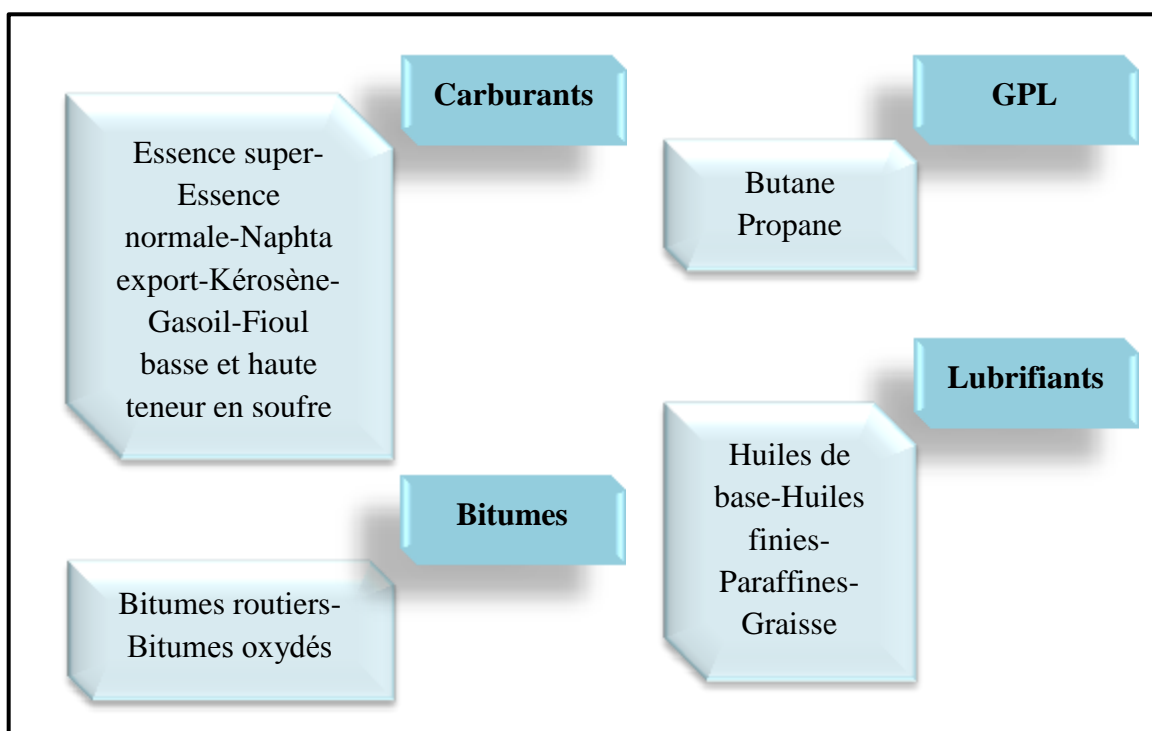 Carburants
Essence super-
Essence
normale-Naphta
export-Kérosène-
Gasoil-Fioul
basse et haute
teneur en soufre
GPL
Butane
Propane
Bitumes
Bitumes routiers-
Bitumes oxydés
Lubrifiants
Huiles de
base-Huiles
finies-
Paraffines-
Graisse